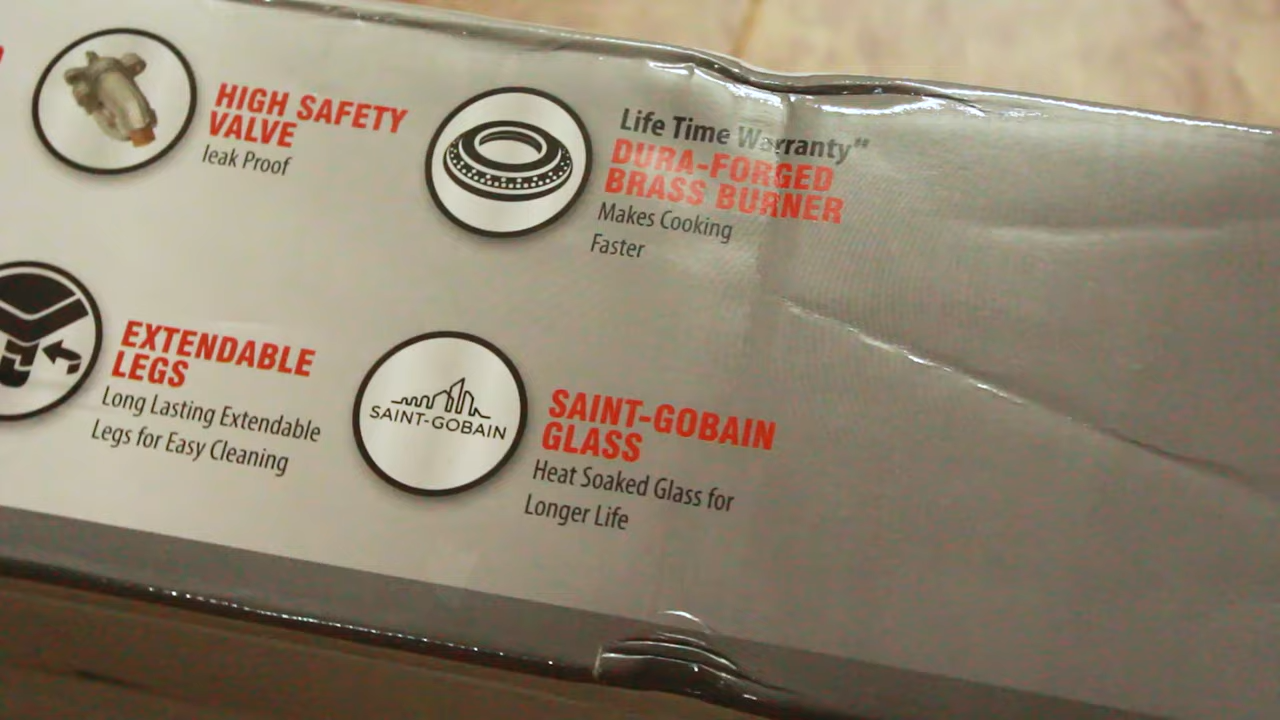 HIGH SAFETY
VALVE
leak Proof
Life Time Warranty**
DURA-FORGED
BRASS BURNER
Makes Cooking
Faster
EXTENDABLE
LEGS
Long Lasting Extendable
Legs for Easy Cleaning
SAINT-GOBAIN
SAINT-GOBAIN
GLASS
Heat Soaked Glass for
Longer Life